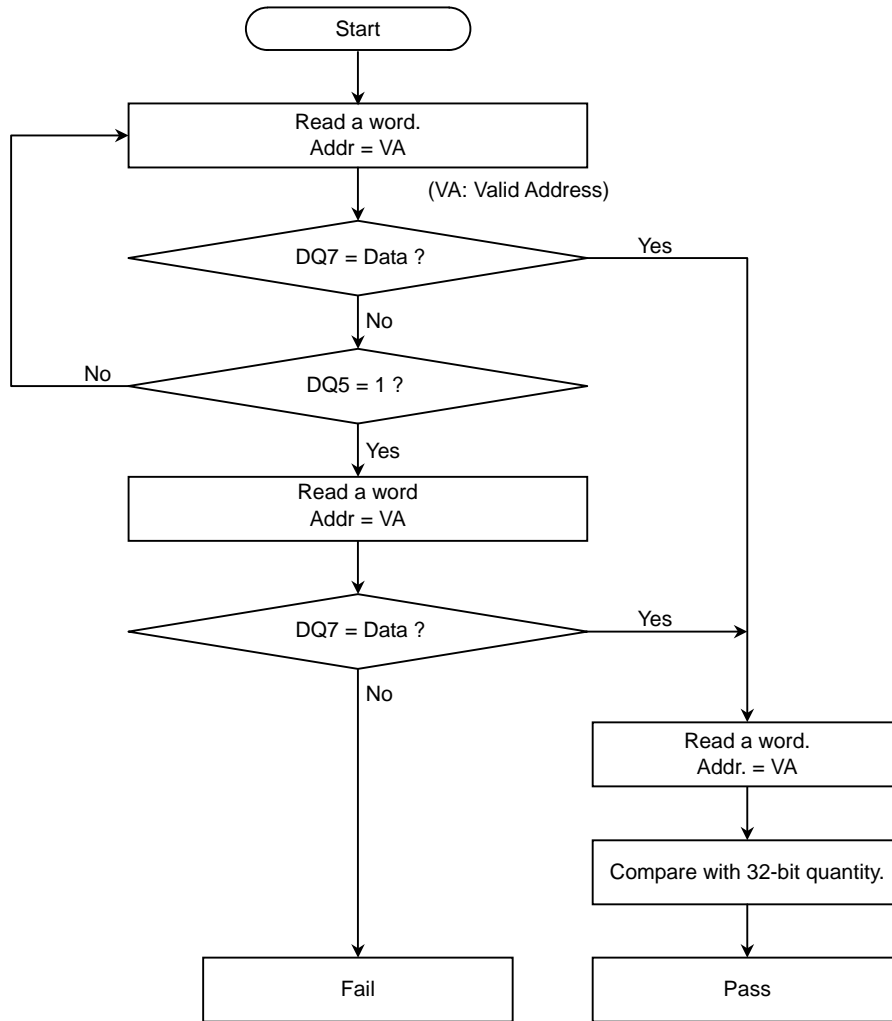 Start
Read a word.
Addr = VA
(VA: Valid Address)
DQ7 = Data ?
Yes
No
DQ5 = 1 ?
No
Yes
Read a word
Addr = VA
DQ7 = Data ?
Yes
No
Read a word.
Addr. = VA
Compare with 32-bit quantity.
Fail
Pass